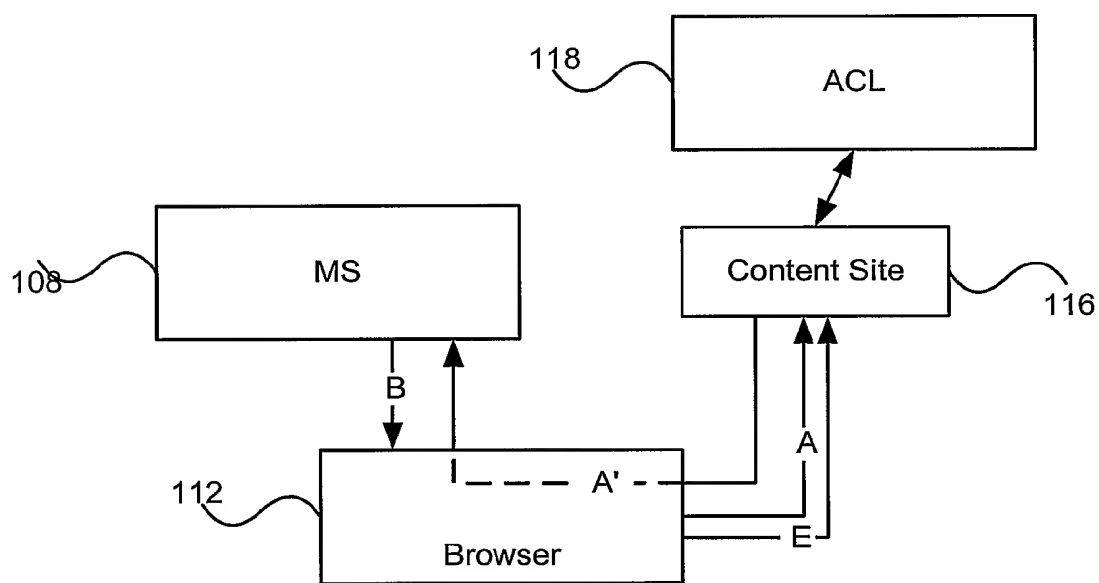 118
ACL
108
MS
Content Site
116
B
A
A'
112
E
Browser